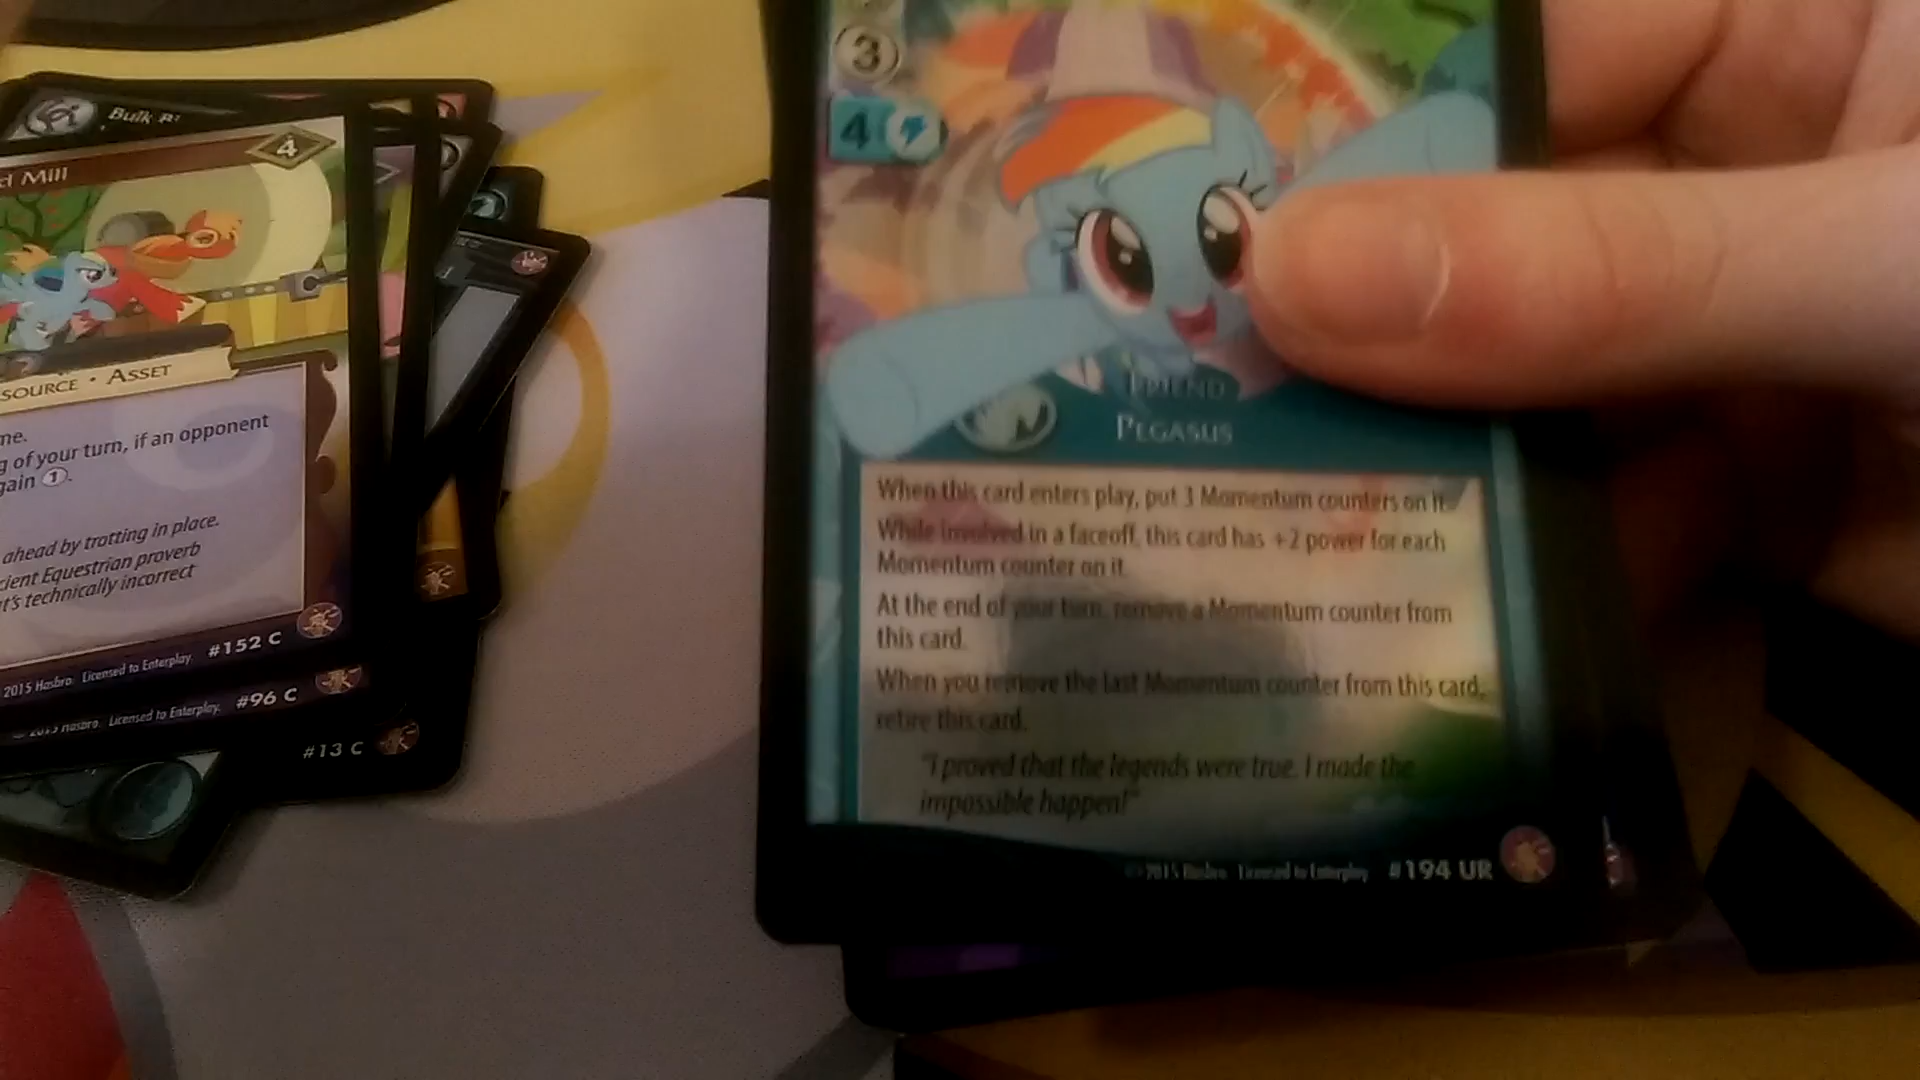 Bulk
4
d Mill
SOURCE • ASSET
me.
g of your turn, if an opponent
gain 1.
ahead by trotting in place.
cient Equestrian proverb
t's technically incorrect
2015 Hasbro. Licensed to Enterplay. #152 C
2015 Hasbro. Licensed to Enterplay. #96 C
#13 C
3
4
FRIEND
PEGASUS
When this card enters play, put 3 Momentum counters on it.
While involved in a faceoff, this card has +2 power for each
Momentum counter on it.
At the end of your turn, remove a Momentum counter from
this card.
When you remove the last Momentum counter from this card,
retire this card.
"I proved that the legends were true. I made the
impossible happen!"
©2015 Hasbro. Licensed to Enterplay. #194 UR